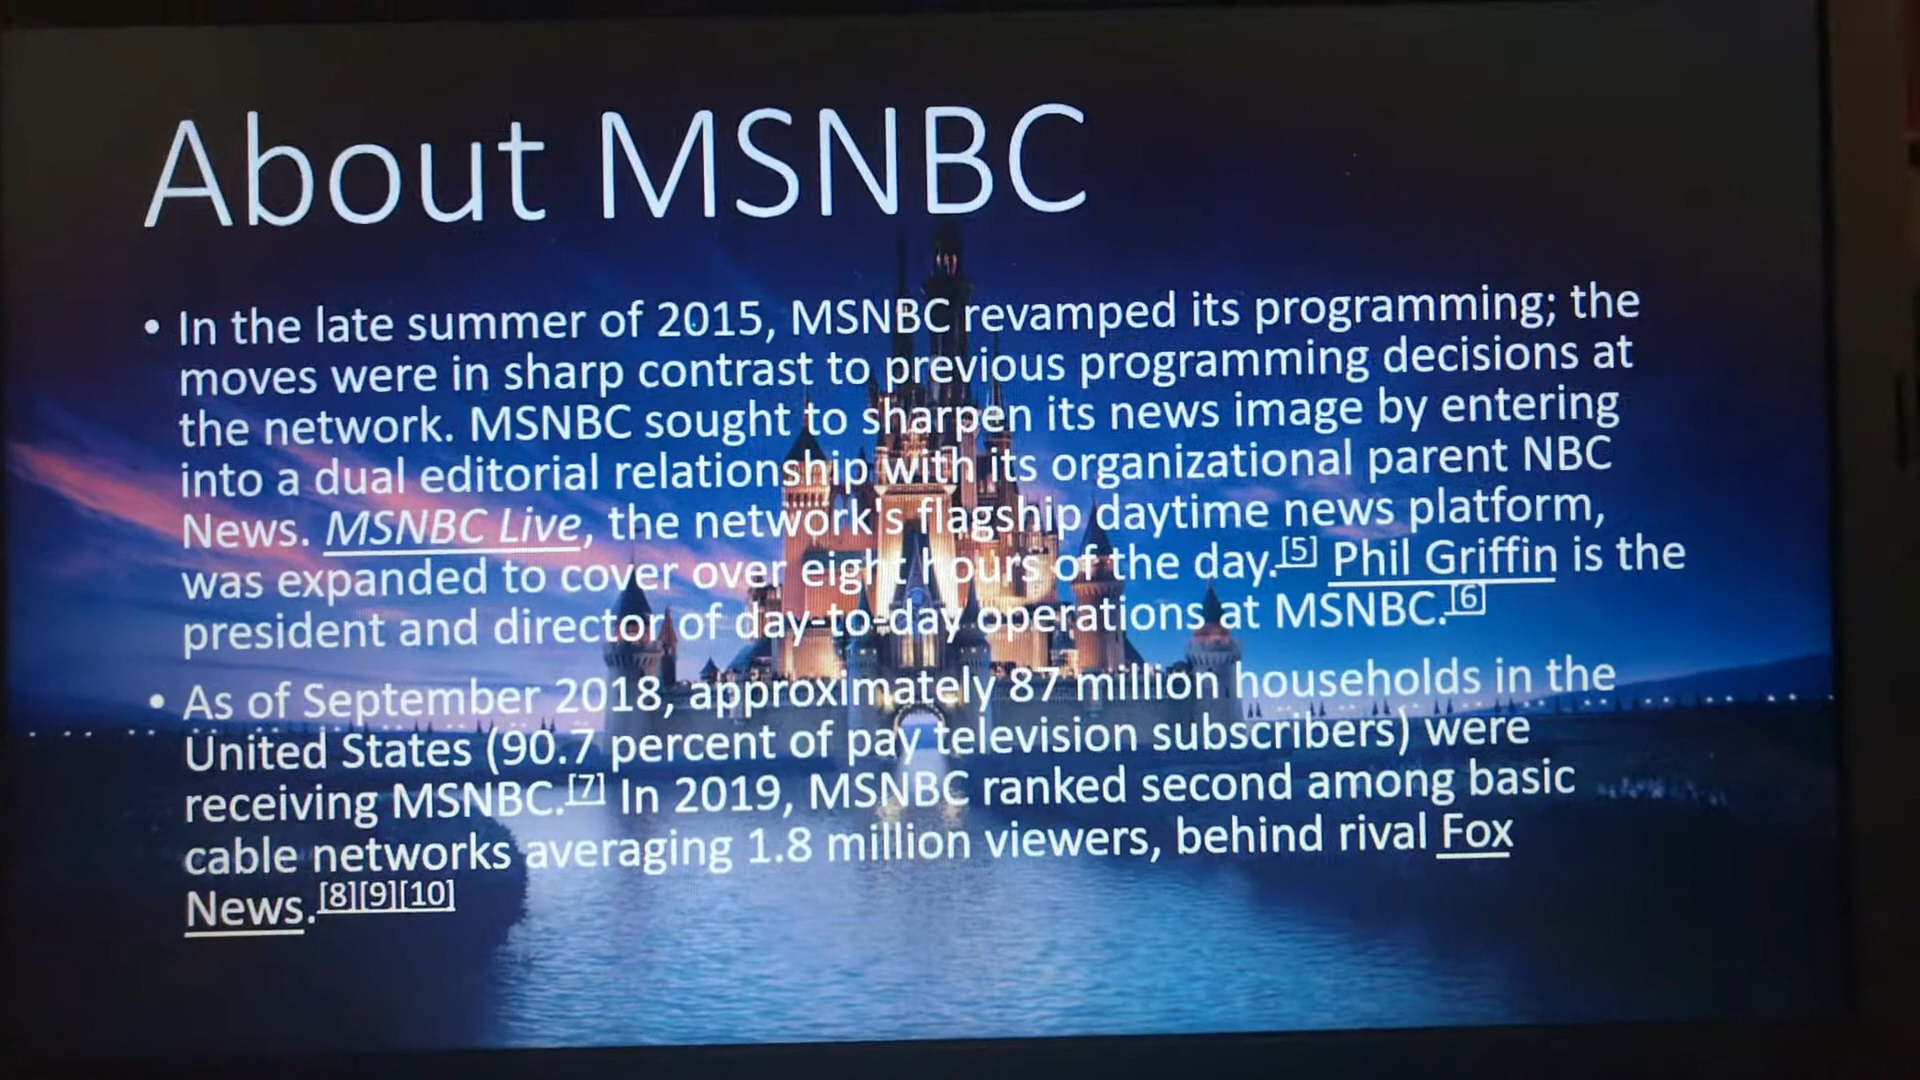 About MSNBC
• In the late summer of 2015, MSNBC revamped its programming; the
moves were in sharp contrast to previous programming decisions at
the network. MSNBC sought to sharpen its news image by entering
into a dual editorial relationship with its organizational parent NBC
News. MSNBC Live, the network's flagship daytime news platform,
was expanded to cover over eight hours of the day.[5] Phil Griffin is the
president and director of day-to-day operations at MSNBC.[6]
• As of September 2018, approximately 87 million households in the
United States (90.7 percent of pay television subscribers) were
receiving MSNBC.[7] In 2019, MSNBC ranked second among basic
cable networks averaging 1.8 million viewers, behind rival Fox
News.[8][9][10]